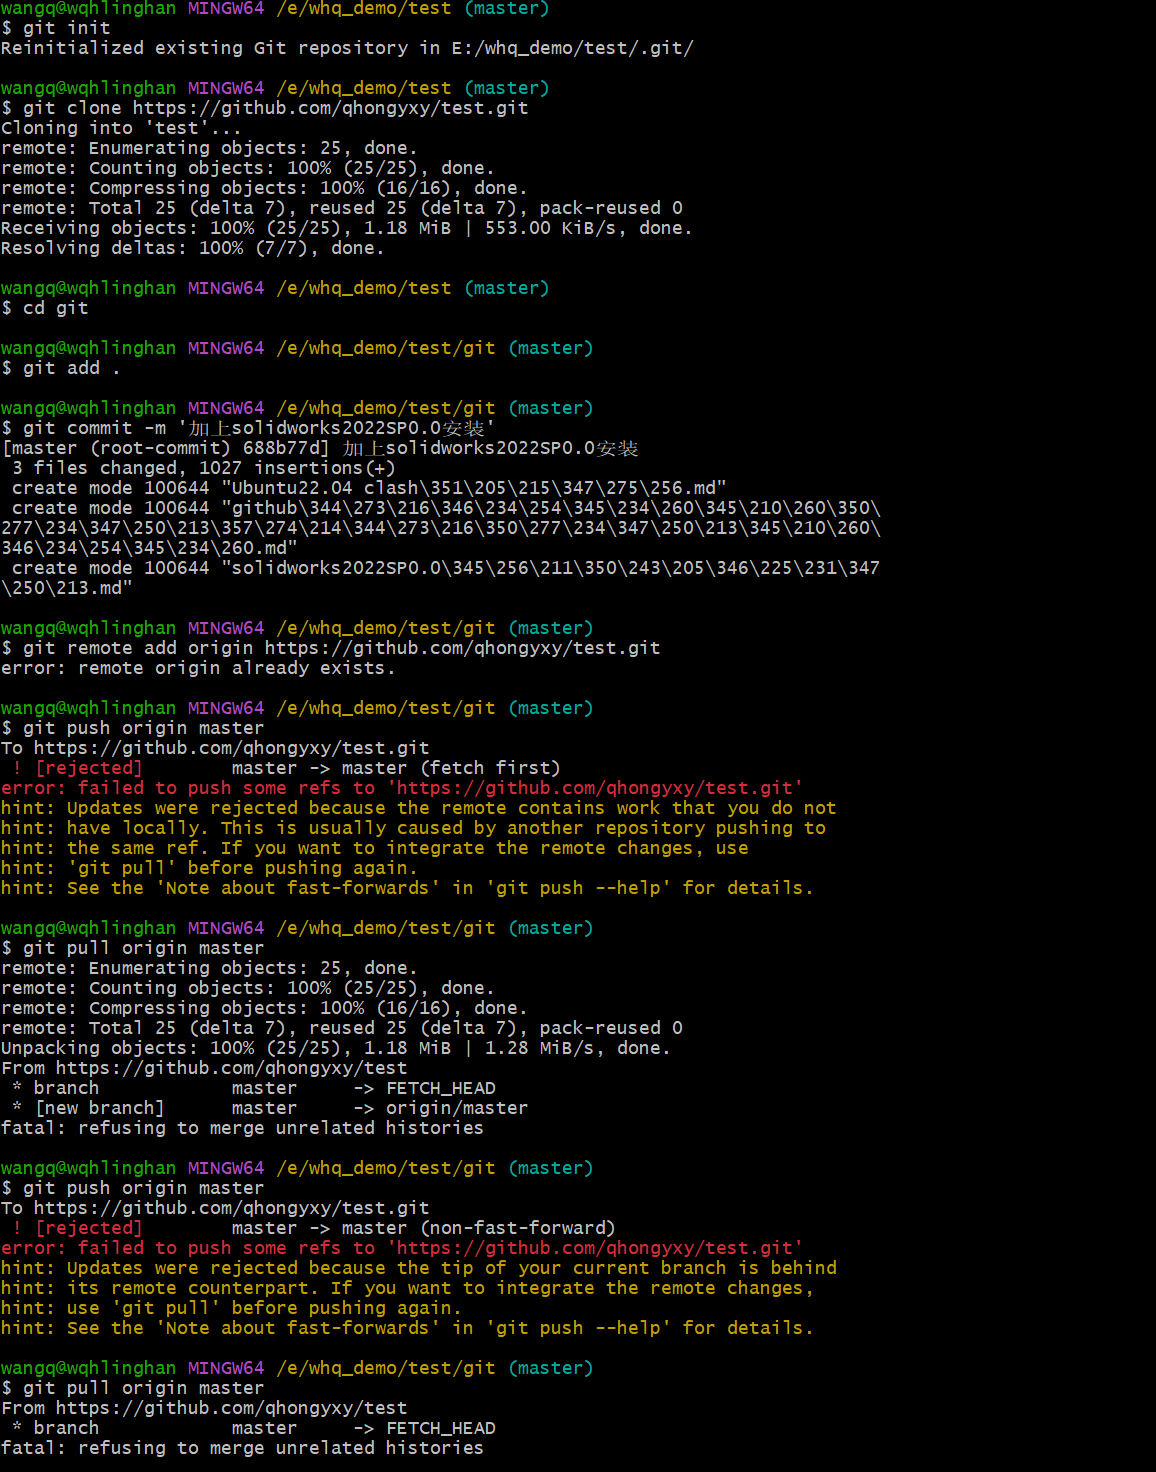 wangq@wqhlinghan MINGW64 /e/whq_demo/test (master)
$ git init
Reinitialized existing Git repository in E:/whq_demo/test/.git/
wangq@wqhlinghan MINGW64 /e/whq_demo/test (master)
$ git clone https://github.com/qhongyxy/test.git
Cloning into 'test'...
remote: Enumerating objects: 25, done.
remote: Counting objects: 100% (25/25), done.
remote: Compressing objects: 100% (16/16), done.
remote: Total 25 (delta 7), reused 25 (delta 7), pack-reused 0
Receiving objects: 100% (25/25), 1.18 MiB | 553.00 KiB/s, done.
Resolving deltas: 100% (7/7), done.
wangq@wqhlinghan MINGW64 /e/whq_demo/test (master)
$ cd git
wangq@wqhlinghan MINGW64 /e/whq_demo/test/git (master)
$ git add .
wangq@wqhlinghan MINGW64 /e/whq_demo/test/git (master)
$ git commit -m '加上solidworks2022SP0.0安装'
[master (root-commit) 688b77d] 加上solidworks2022SP0.0安装
 3 files changed, 1027 insertions(+)
 create mode 100644 "Ubuntu22.04 clash\351\205\215\347\275\256.md"
 create mode 100644 "github\344\273\216\346\234\254\345\234\260\345\210\260\350\
277\234\347\250\213\357\274\214\344\273\216\350\277\234\347\250\213\345\210\260\
346\234\254\345\234\260.md"
 create mode 100644 "solidworks2022SP0.0\345\256\211\350\243\205\346\225\231\347
\250\213.md"
wangq@wqhlinghan MINGW64 /e/whq_demo/test/git (master)
$ git remote add origin https://github.com/qhongyxy/test.git
error: remote origin already exists.
wangq@wqhlinghan MINGW64 /e/whq_demo/test/git (master)
$ git push origin master
To https://github.com/qhongyxy/test.git
 ! [rejected]        master -> master (fetch first)
error: failed to push some refs to 'https://github.com/qhongyxy/test.git'
hint: Updates were rejected because the remote contains work that you do not
hint: have locally. This is usually caused by another repository pushing to
hint: the same ref. If you want to integrate the remote changes, use
hint: 'git pull' before pushing again.
hint: See the 'Note about fast-forwards' in 'git push --help' for details.
wangq@wqhlinghan MINGW64 /e/whq_demo/test/git (master)
$ git pull origin master
remote: Enumerating objects: 25, done.
remote: Counting objects: 100% (25/25), done.
remote: Compressing objects: 100% (16/16), done.
remote: Total 25 (delta 7), reused 25 (delta 7), pack-reused 0
Unpacking objects: 100% (25/25), 1.18 MiB | 1.28 MiB/s, done.
From https://github.com/qhongyxy/test
 * branch            master     -> FETCH_HEAD
 * [new branch]      master     -> origin/master
fatal: refusing to merge unrelated histories
wangq@wqhlinghan MINGW64 /e/whq_demo/test/git (master)
$ git push origin master
To https://github.com/qhongyxy/test.git
 ! [rejected]        master -> master (non-fast-forward)
error: failed to push some refs to 'https://github.com/qhongyxy/test.git'
hint: Updates were rejected because the tip of your current branch is behind
hint: its remote counterpart. If you want to integrate the remote changes,
hint: use 'git pull' before pushing again.
hint: See the 'Note about fast-forwards' in 'git push --help' for details.
wangq@wqhlinghan MINGW64 /e/whq_demo/test/git (master)
$ git pull origin master
From https://github.com/qhongyxy/test
 * branch            master     -> FETCH_HEAD
fatal: refusing to merge unrelated histories